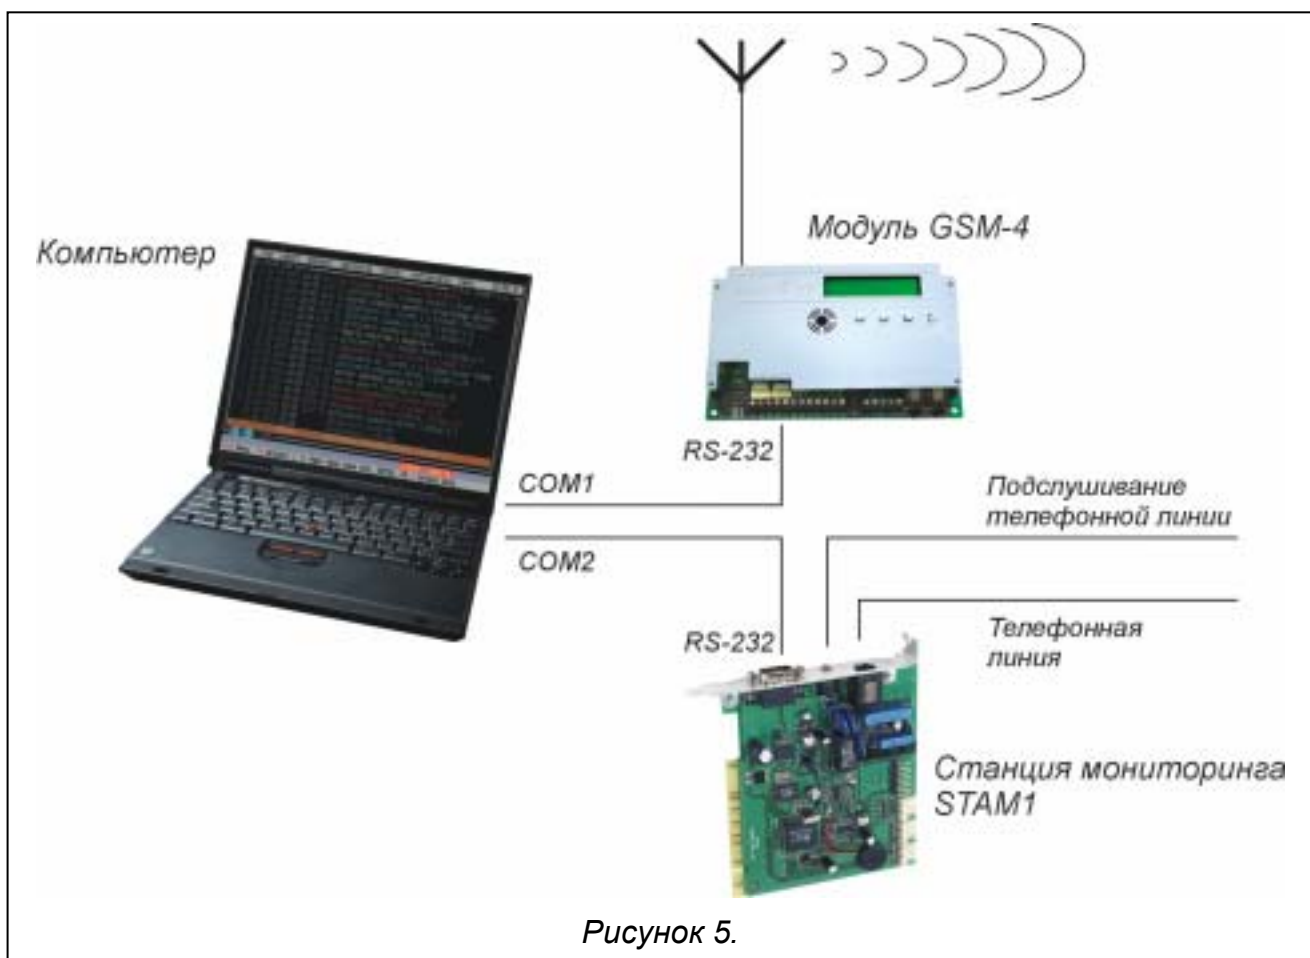 Модуль GSM-4
Компьютер
RS-232
COM1
Подслушивание
телефонной линии
COM2
RS-232
Телефонная
линия
Станция мониторинга
STAM1
Рисунок 5.